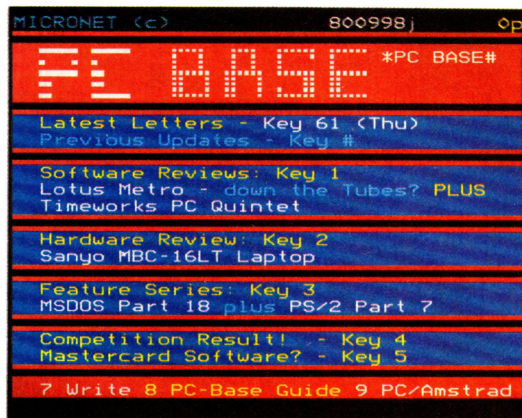 MICRONET (c) 800998j 0p
PC BASE *PC BASE#
Latest Letters - Key 61 (Thu)
Previous Updates - Key #
Software Reviews: Key 1
Lotus Metro - down the Tubes? PLUS
Timeworks PC Quintet
Hardware Review: Key 2
Sanyo MBC-16LT Laptop
Feature Series: Key 3
MSDOS Part 18 plus PS/2 Part 7
Competition Result! - Key 4
Mastercard Software? - Key 5
7 Write 8 PC-Base Guide 9 PC/Amstrad